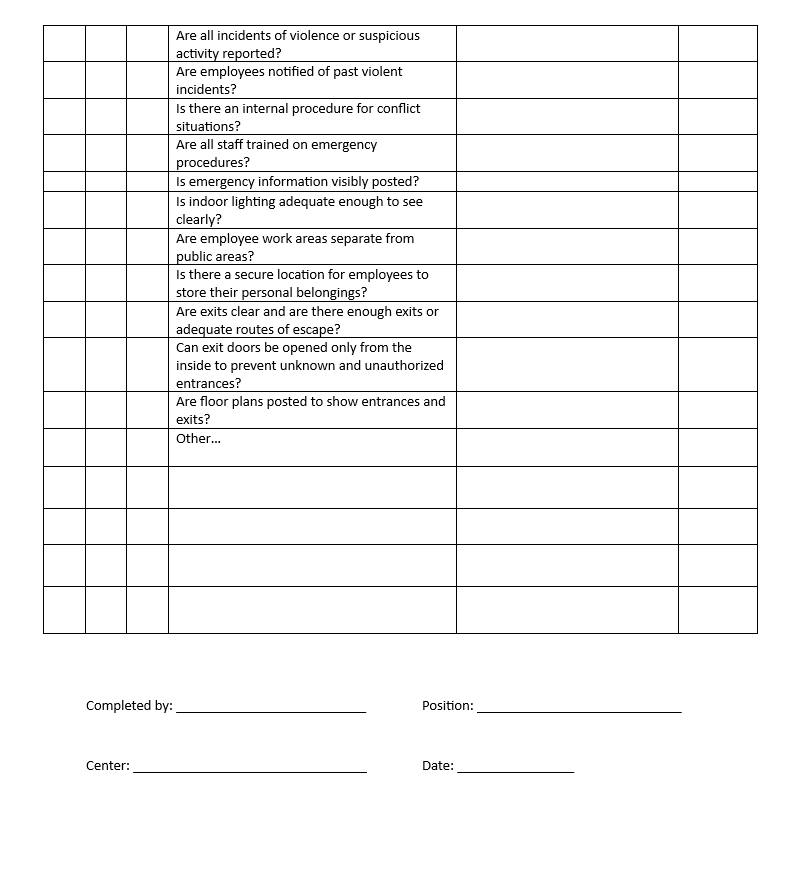 Are all incidents of violence or suspicious
activity reported?
Are employees notified of past violent
incidents?
Is there an internal procedure for conflict
situations?
Are all staff trained on emergency
procedures?
Is emergency information visibly posted?
Is indoor lighting adequate enough to see
clearly?
Are employee work areas separate from
public areas?
Is there a secure location for employees to
store their personal belongings?
Are exits clear and are there enough exits or
adequate routes of escape?
Can exit doors be opened only from the
inside to prevent unknown and unauthorized
entrances?
Are floor plans posted to show entrances and
exits?
Other...
Completed by: ___________________________ Position: _____________________________
Center: _________________________________ Date: ________________